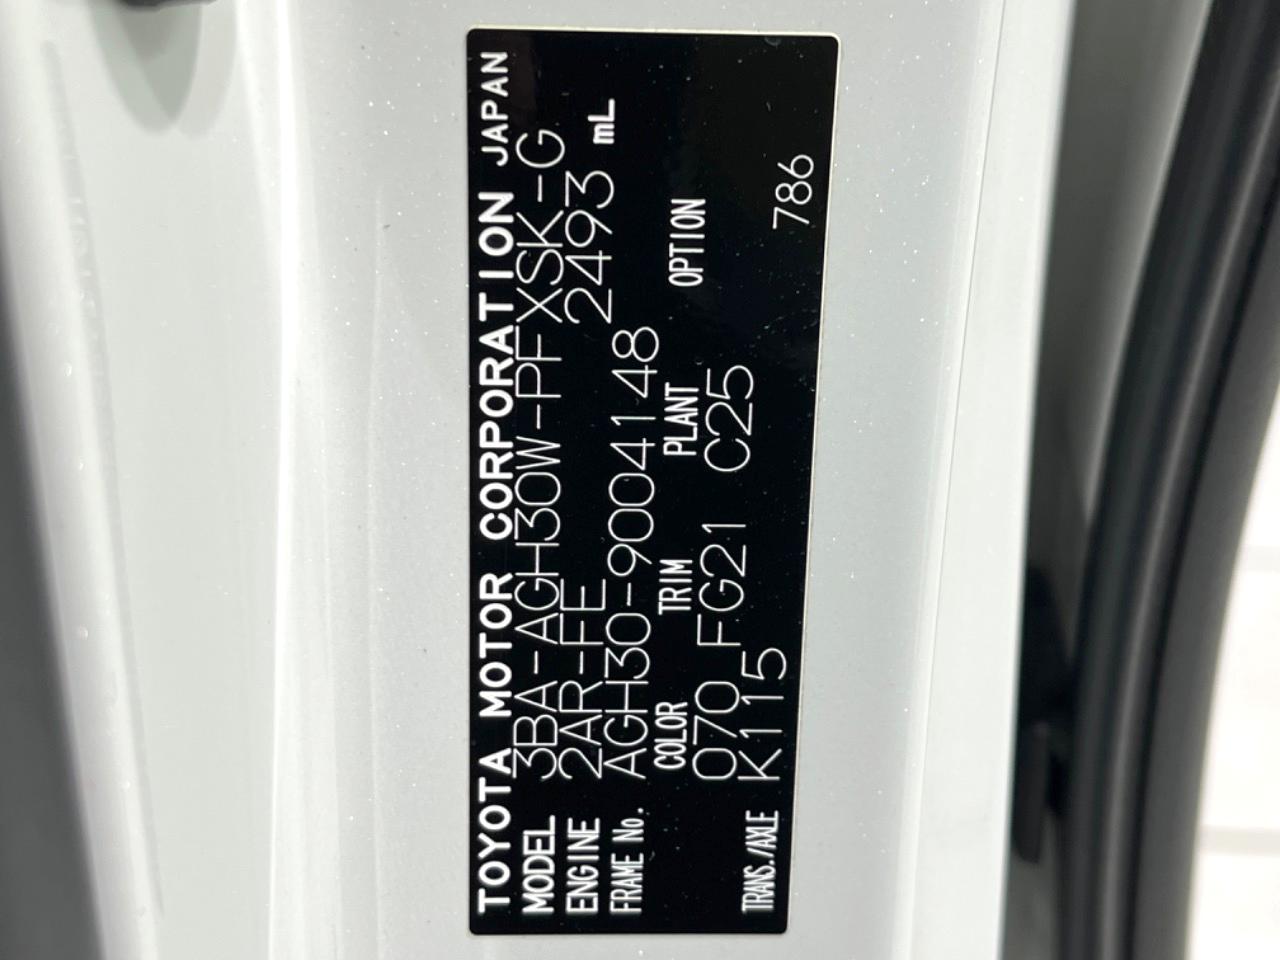 TOYOTA MOTOR CORPORATION JAPAN
MODEL 3BA-AGH30W-PFXSK-G
ENGINE 2AR-FE 2493 mL
FRAME No. AGH30-9004148
COLOR TRIM PLANT OPTION
070 FG21 C25
TRANS./AXLE K115 786